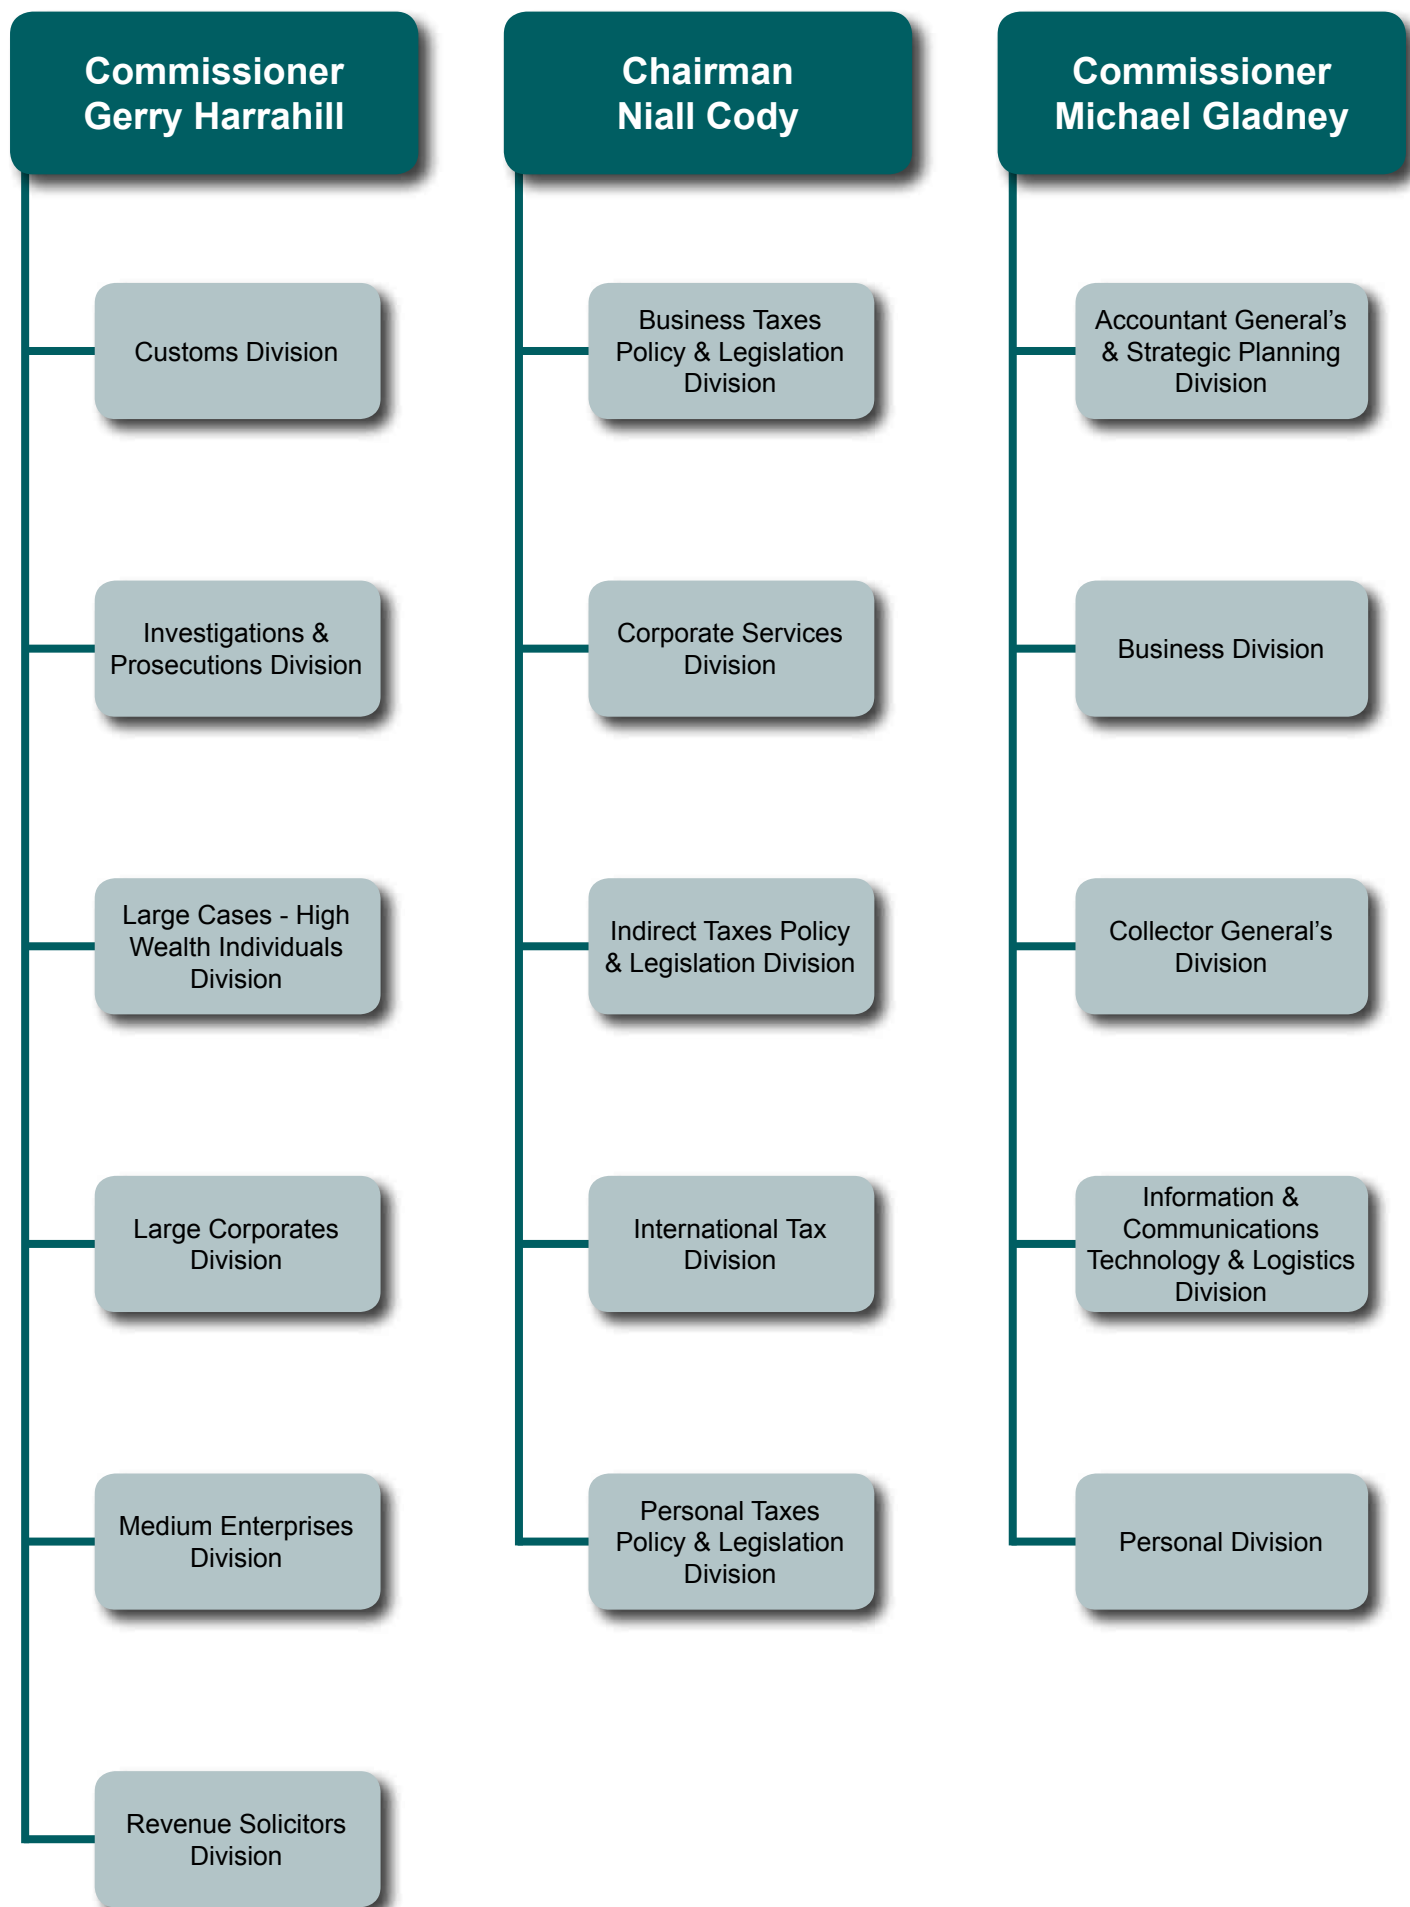 Commissioner
Gerry Harrahill
Customs Division
Investigations &
Prosecutions Division
Large Cases - High
Wealth Individuals
Division
Large Corporates
Division
Medium Enterprises
Division
Revenue Solicitors
Division
Chairman
Niall Cody
Business Taxes
Policy & Legislation
Division
Corporate Services
Division
Indirect Taxes Policy
& Legislation Division
International Tax
Division
Personal Taxes
Policy & Legislation
Division
Commissioner
Michael Gladney
Accountant General’s
& Strategic Planning
Division
Business Division
Collector General’s
Division
Information &
Communications
Technology & Logistics
Division
Personal Division